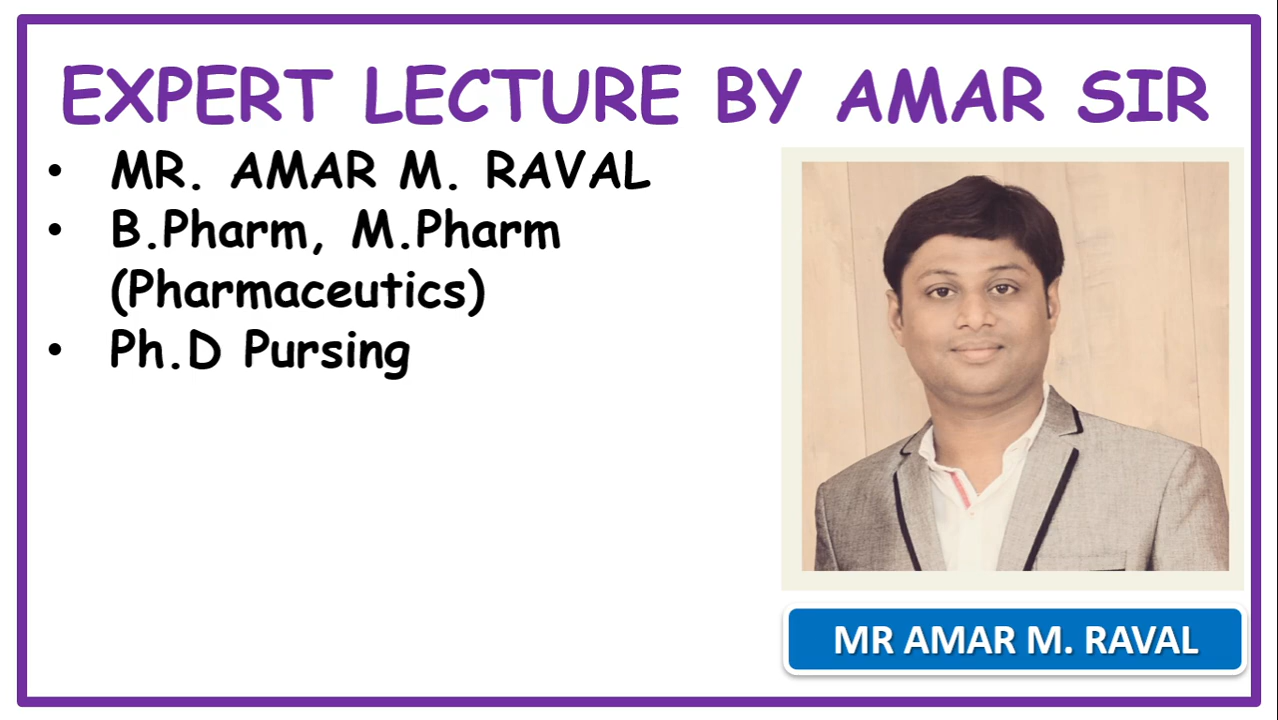 EXPERT LECTURE BY AMAR SIR
• MR. AMAR M. RAVAL
• B.Pharm, M.Pharm
(Pharmaceutics)
• Ph.D Pursing
MR AMAR M. RAVAL